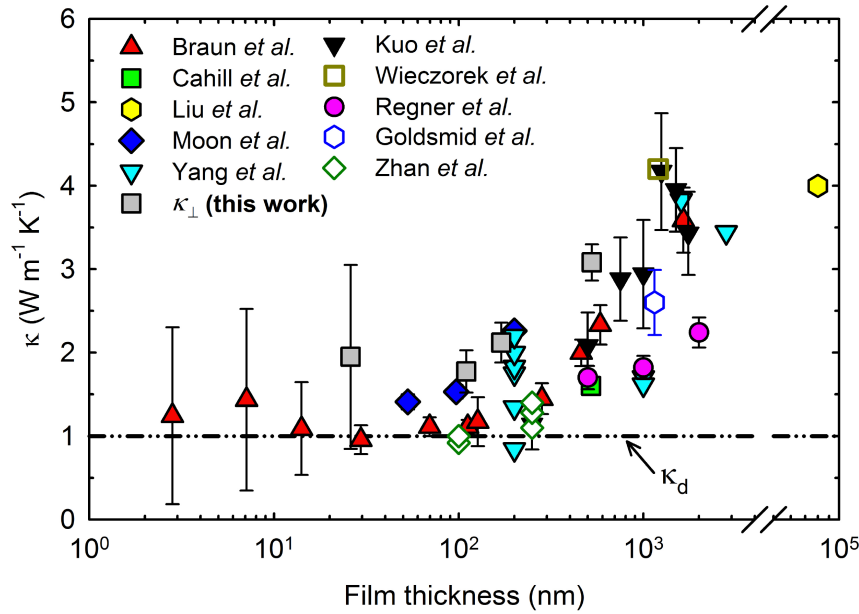 6
5
4
3
2
1
0
κ (W m⁻¹ K⁻¹)
Braun et al.
Cahill et al.
Liu et al.
Moon et al.
Yang et al.
κ⊥ (this work)
Kuo et al.
Wieczorek et al.
Regner et al.
Goldsmid et al.
Zhan et al.
κd
10⁰
10¹
10²
10³
10⁵
Film thickness (nm)